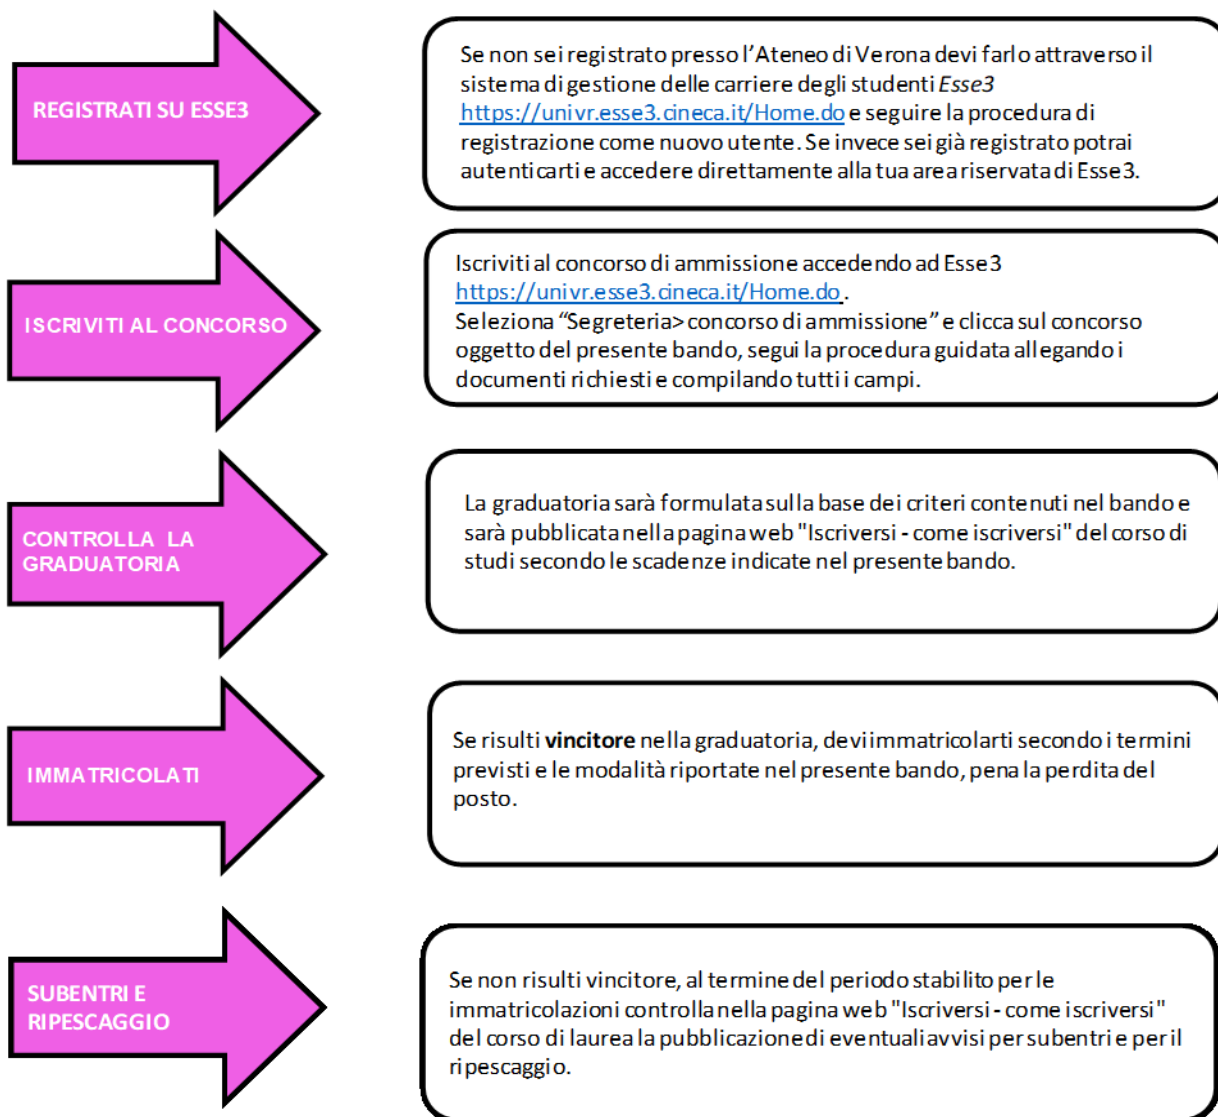 REGISTRATI SU ESSE3
Se non sei registrato presso l'Ateneo di Verona devi farlo attraverso il
sistema di gestione delle carriere degli studenti Esse3
https://univr.esse3.cineca.it/Home.do e seguire la procedura di
registrazione come nuovo utente. Se invece sei già registrato potrai
autenticarti e accedere direttamente alla tua area riservata di Esse3.
ISCRIVITI AL CONCORSO
Iscriviti al concorso di ammissione accedendo ad Esse3
https://univr.esse3.cineca.it/Home.do .
Seleziona “Segreteria> concorso di ammissione” e clicca sul concorso
oggetto del presente bando, segui la procedura guidata allegando i
documenti richiesti e compilando tutti i campi.
CONTROLLA LA
GRADUATORIA
La graduatoria sarà formulata sulla base dei criteri contenuti nel bando e
sarà pubblicata nella pagina web "Iscriversi - come iscriversi" del corso di
studi secondo le scadenze indicate nel presente bando.
IMMATRICOLATI
Se risulti vincitore nella graduatoria, devi immatricolarti secondo i termini
previsti e le modalità riportate nel presente bando, pena la perdita del
posto.
SUBENTRI E
RIPESCAGGIO
Se non risulti vincitore, al termine del periodo stabilito per le
immatricolazioni controlla nella pagina web "Iscriversi - come iscriversi"
del corso di laurea la pubblicazione di eventuali avvisi per subentri e per il
ripescaggio.